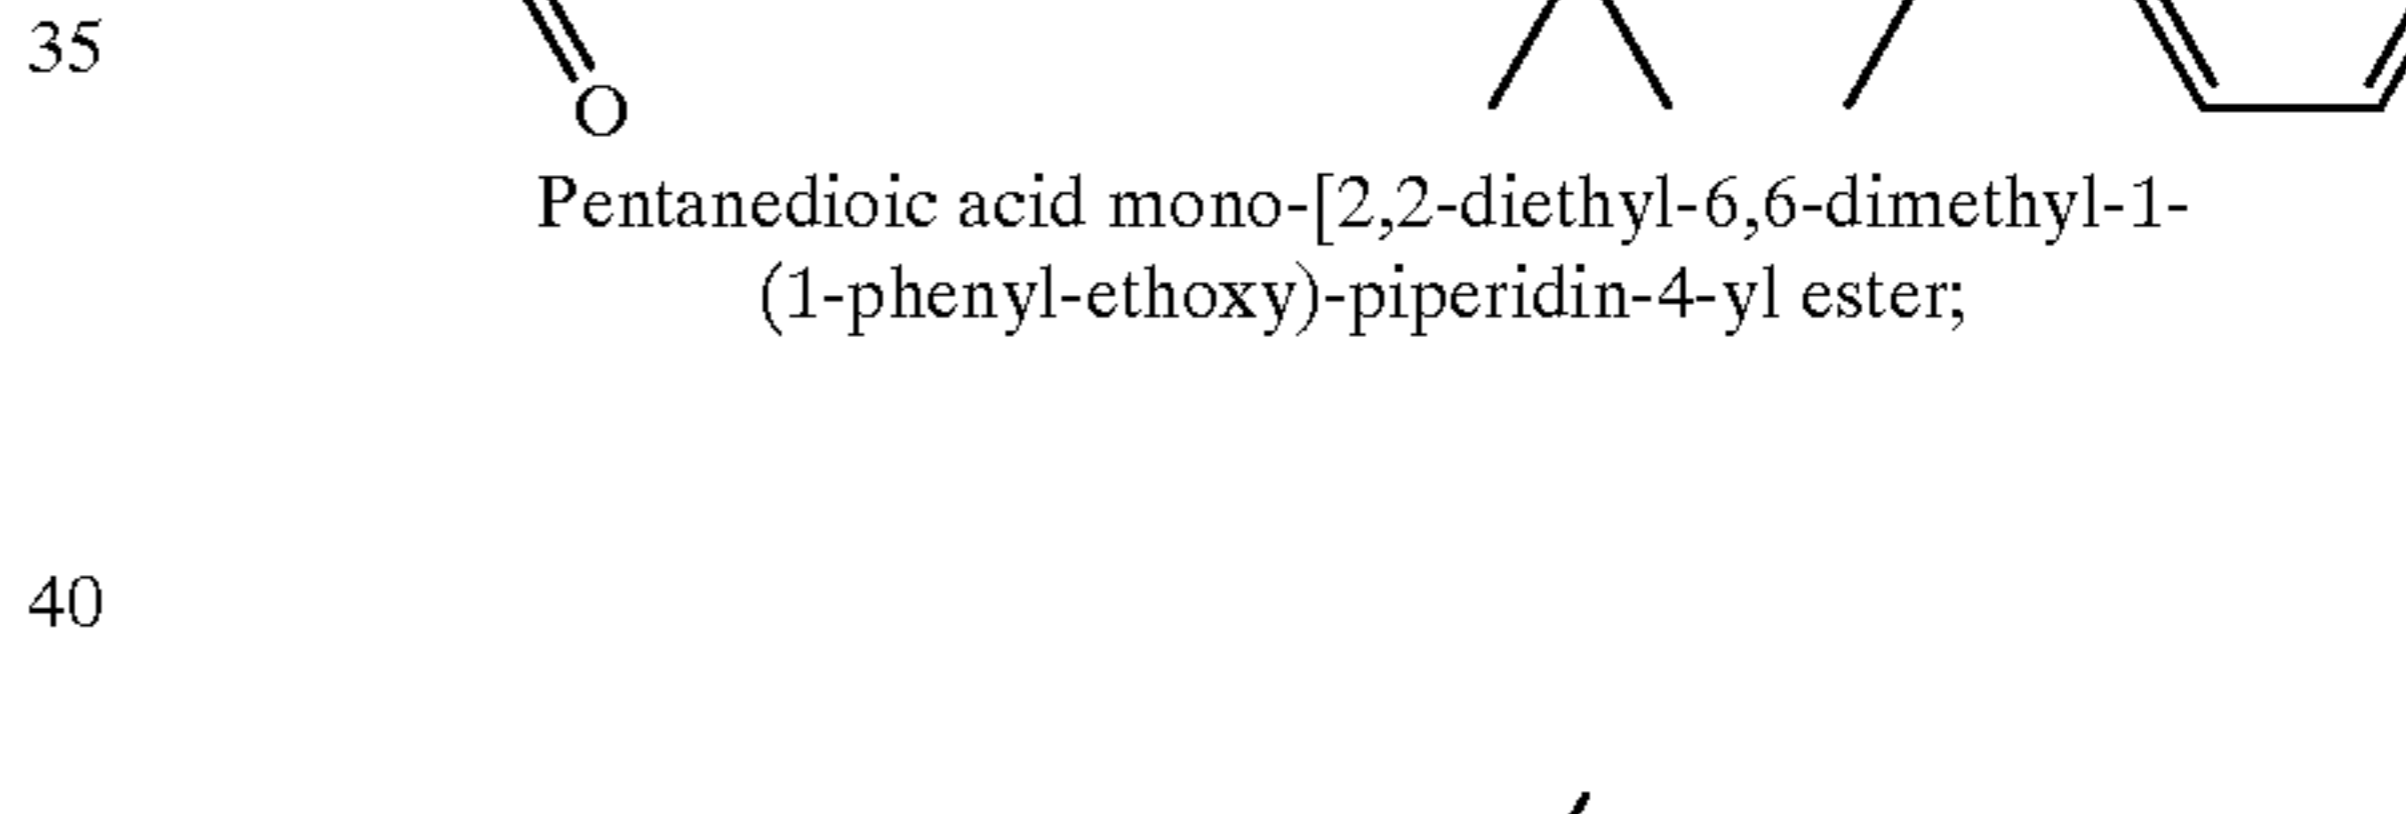 35
O
Pentanedioic acid mono-[2,2-diethyl-6,6-dimethyl-1-
(1-phenyl-ethoxy)-piperidin-4-yl ester;
40